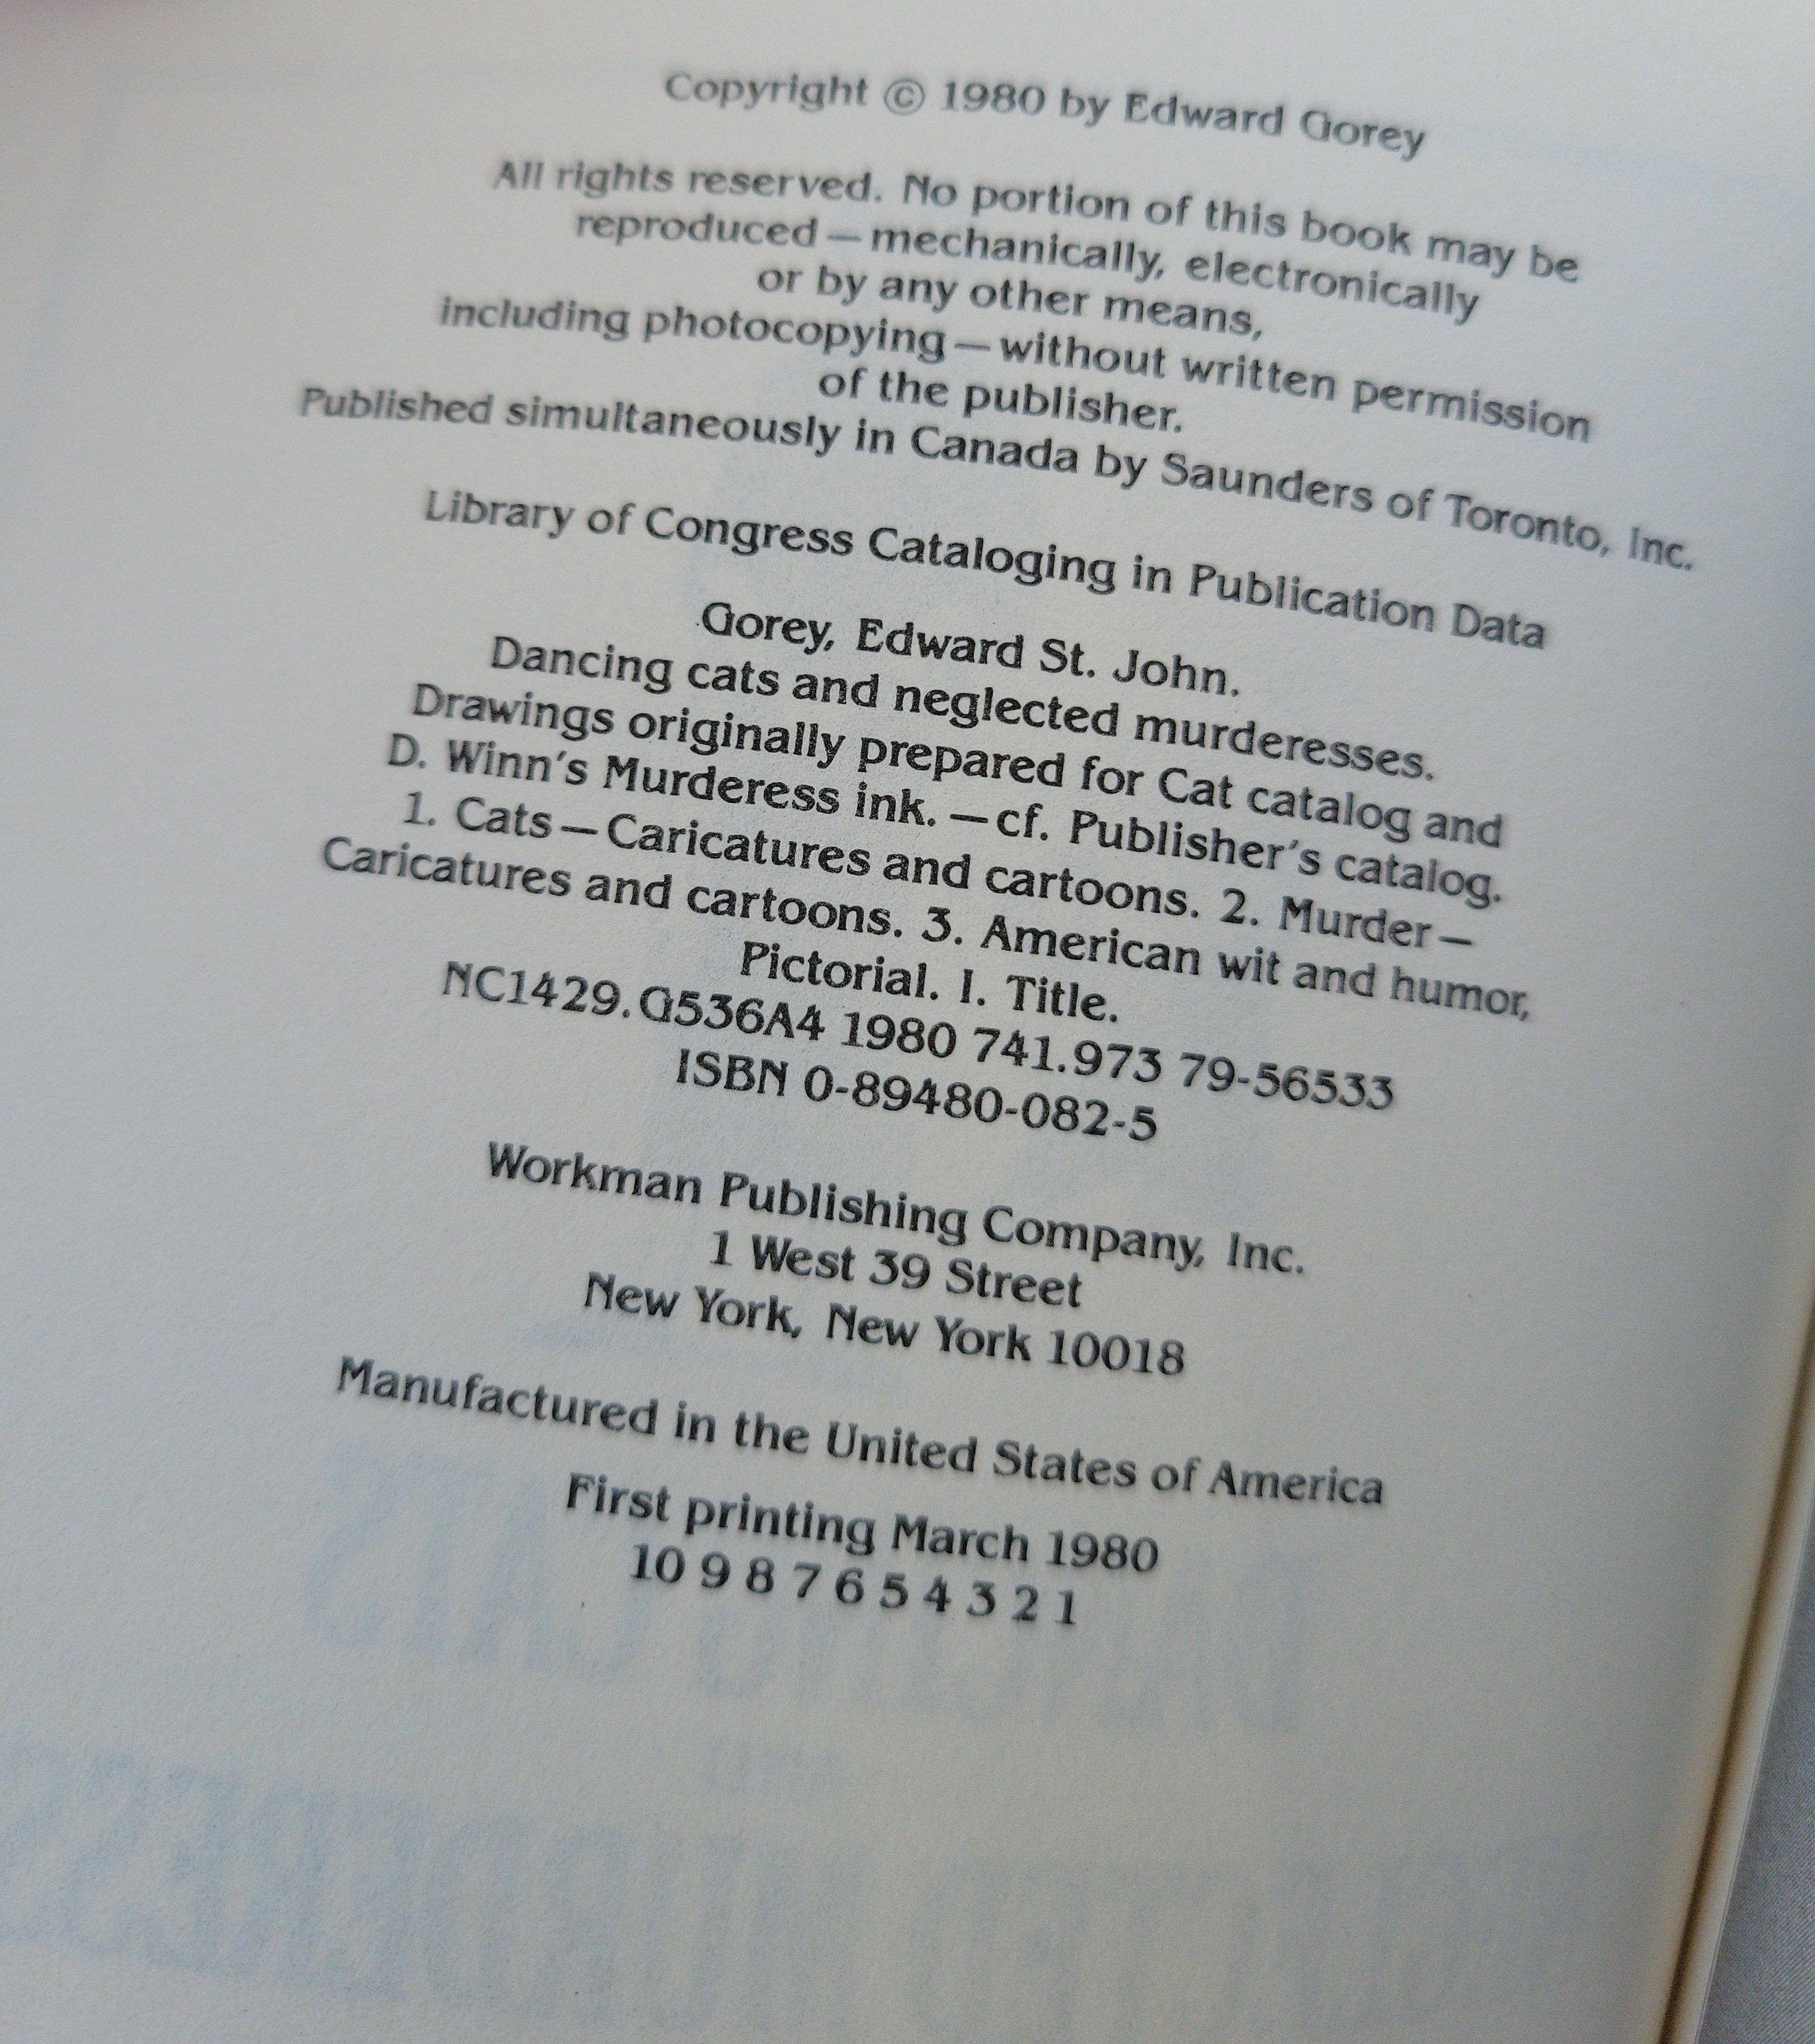 Copyright © 1980 by Edward Gorey
All rights reserved. No portion of this book may be
reproduced—mechanically, electronically
or by any other means,
including photocopying—without written permission
of the publisher.
Published simultaneously in Canada by Saunders of Toronto, Inc.
Library of Congress Cataloging in Publication Data
Gorey, Edward St. John.
Dancing cats and neglected murderesses.
Drawings originally prepared for Cat catalog and
D. Winn's Murderess ink. —cf. Publisher's catalog.
1. Cats—Caricatures and cartoons. 2. Murder—
Caricatures and cartoons. 3. American wit and humor,
Pictorial. I. Title.
NC1429.G536A4 1980 741.973 79-56533
ISBN 0-89480-082-5
Workman Publishing Company, Inc.
1 West 39 Street
New York, New York 10018
Manufactured in the United States of America
First printing March 1980
10 9 8 7 6 5 4 3 2 1